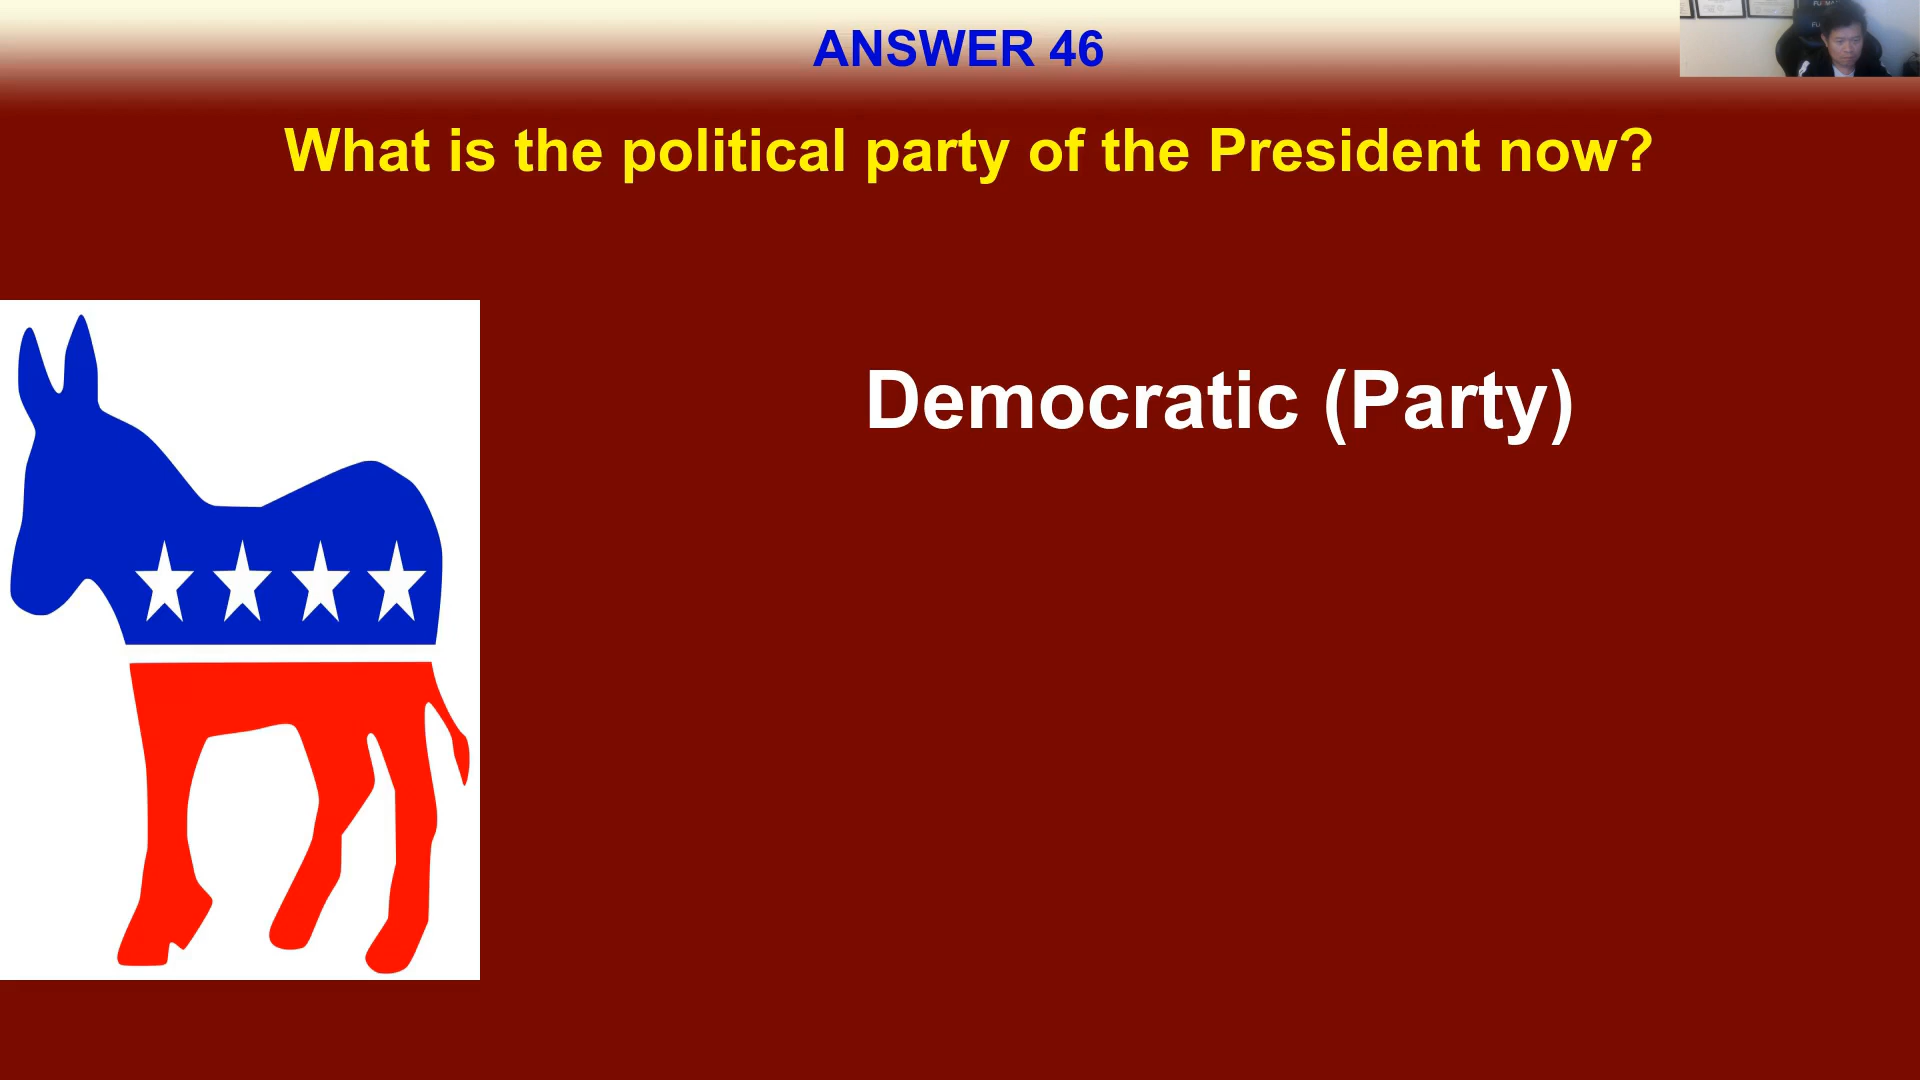 ANSWER 46
What is the political party of the President now?
Democratic (Party)